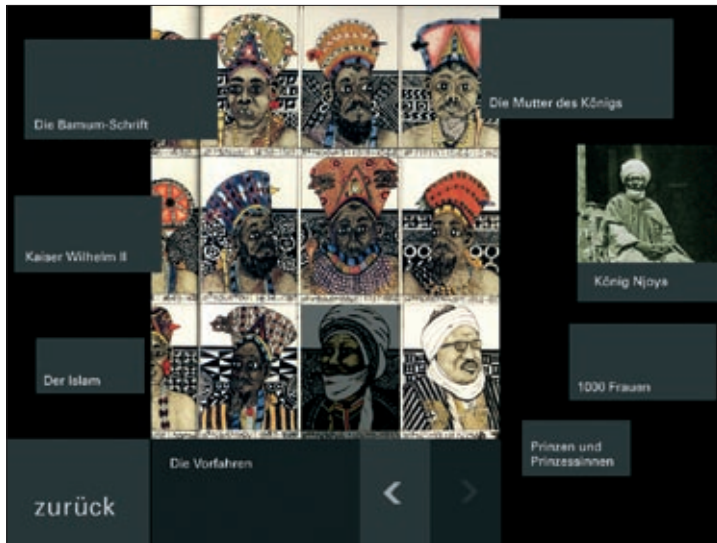 Die Bamum-Schrift
Die Mutter des Königs
Kaiser Wilhelm II
König Njoya
Der Islam
1000 Frauen
Prinzen und
Prinzessinnen
Die Vorfahren
zurück